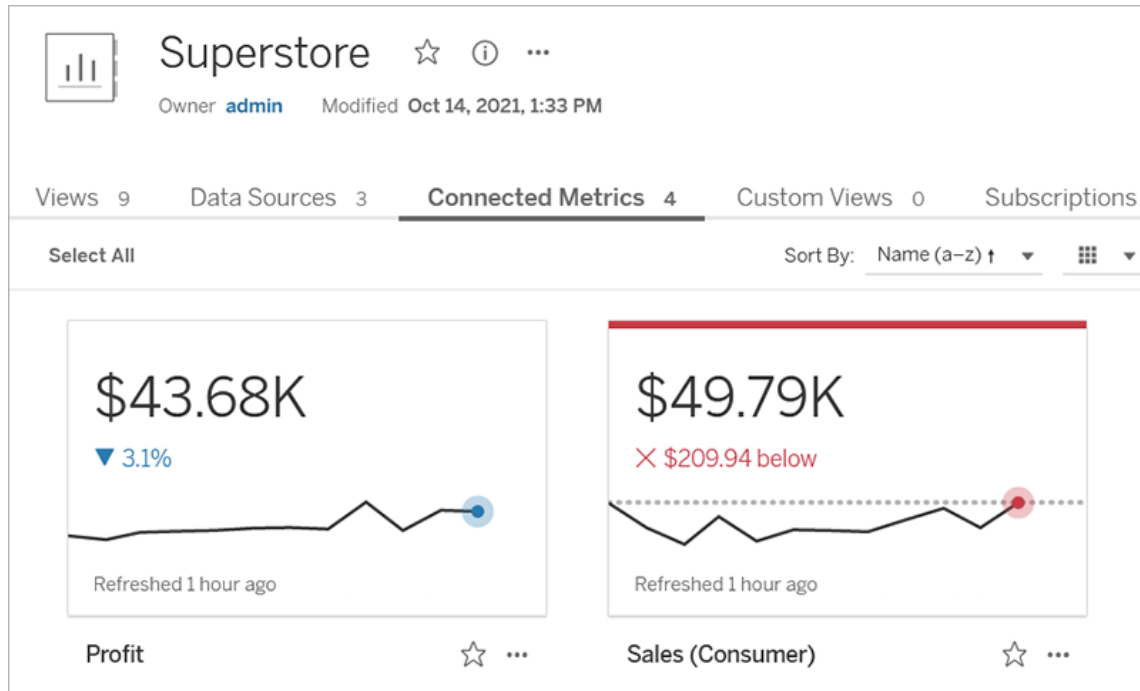 Superstore
Owner admin Modified Oct 14, 2021, 1:33 PM
Views 9 Data Sources 3 Connected Metrics 4 Custom Views 0 Subscriptions
Select All Sort By: Name (a–z) ↑
$43.68K
▼ 3.1%
Refreshed 1 hour ago
Profit
$49.79K
$209.94 below
Refreshed 1 hour ago
Sales (Consumer)